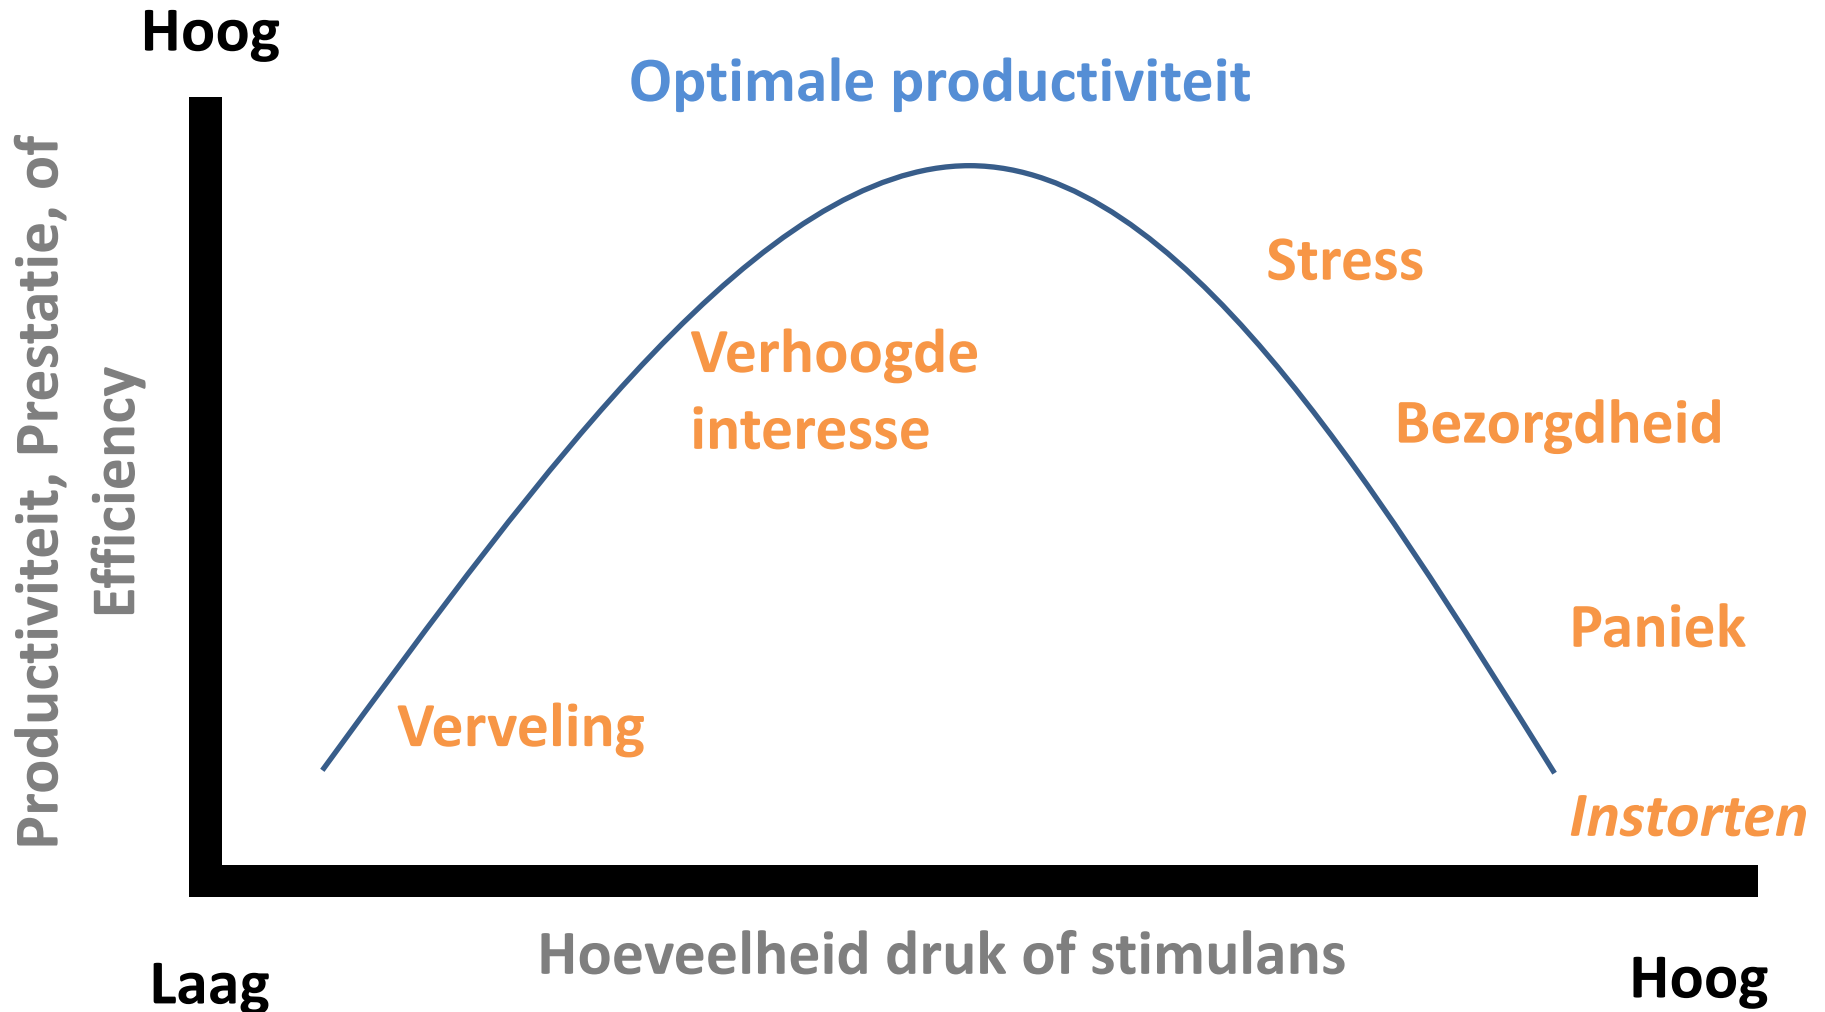 Hoog
Optimale productiviteit
Productiviteit, Prestatie, of
Efficiency
Stress
Verhoogde
interesse
Bezorgdheid
Paniek
Verveling
Instorten
Hoeveelheid druk of stimulans
Laag
Hoog